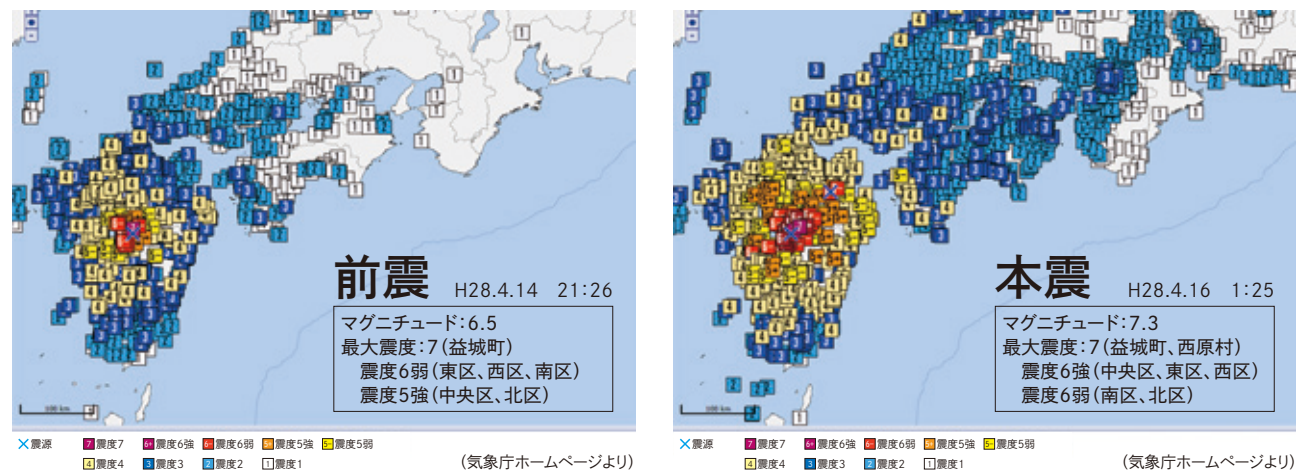 前震 H28.4.14 21:26
マグニチュード:6.5
最大震度:7(益城町)
震度6弱(東区、西区、南区)
震度5強(中央区、北区)
100 km
×震源 7 震度7 6+ 震度6強 6- 震度6弱 5+ 震度5強 5- 震度5弱
4 震度4 3 震度3 2 震度2 1 震度1
(気象庁ホームページより)
本震 H28.4.16 1:25
マグニチュード:7.3
最大震度:7(益城町、西原村)
震度6強(中央区、東区、西区)
震度6弱(南区、北区)
100 km
×震源 7 震度7 6+ 震度6強 6- 震度6弱 5+ 震度5強 5- 震度5弱
4 震度4 3 震度3 2 震度2 1 震度1
(気象庁ホームページより)